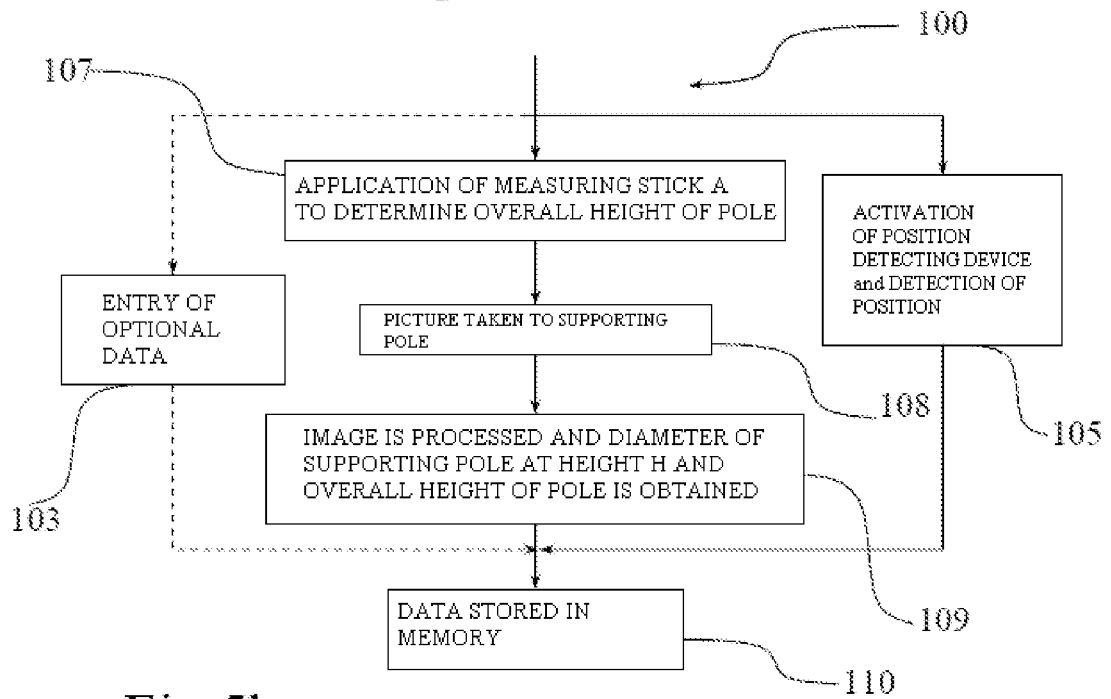 100
107
APPLICATION OF MEASURING STICK A
TO DETERMINE OVERALL HEIGHT OF POLE
ACTIVATION
OF POSITION
DETECTING DEVICE
and DETECTION OF
POSITION
ENTRY OF
OPTIONAL
DATA
PICTURE TAKEN TO SUPPORTING
POLE
108
105
IMAGE IS PROCESSED AND DIAMETER OF
SUPPORTING POLE AT HEIGHT H AND
OVERALL HEIGHT OF POLE IS OBTAINED
103
DATA STORED IN
MEMORY
109
110